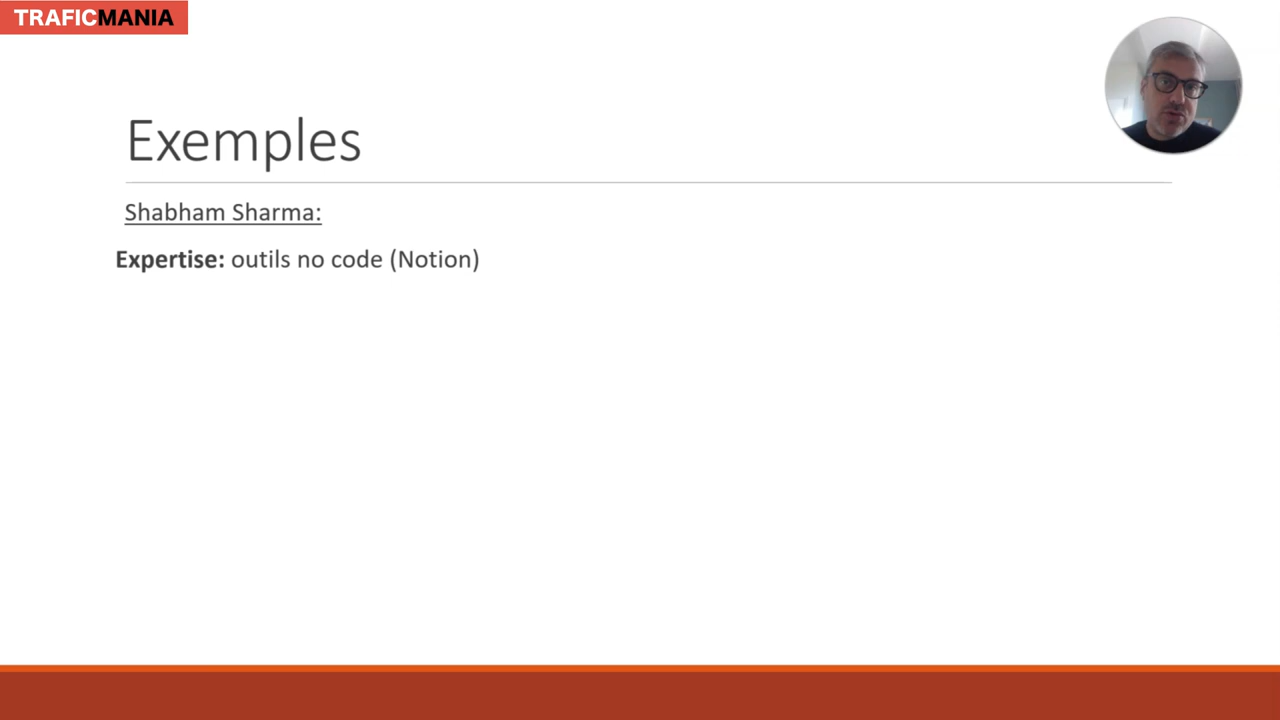 TRAFICMANIA
Exemples
Shabham Sharma:
Expertise: outils no code (Notion)